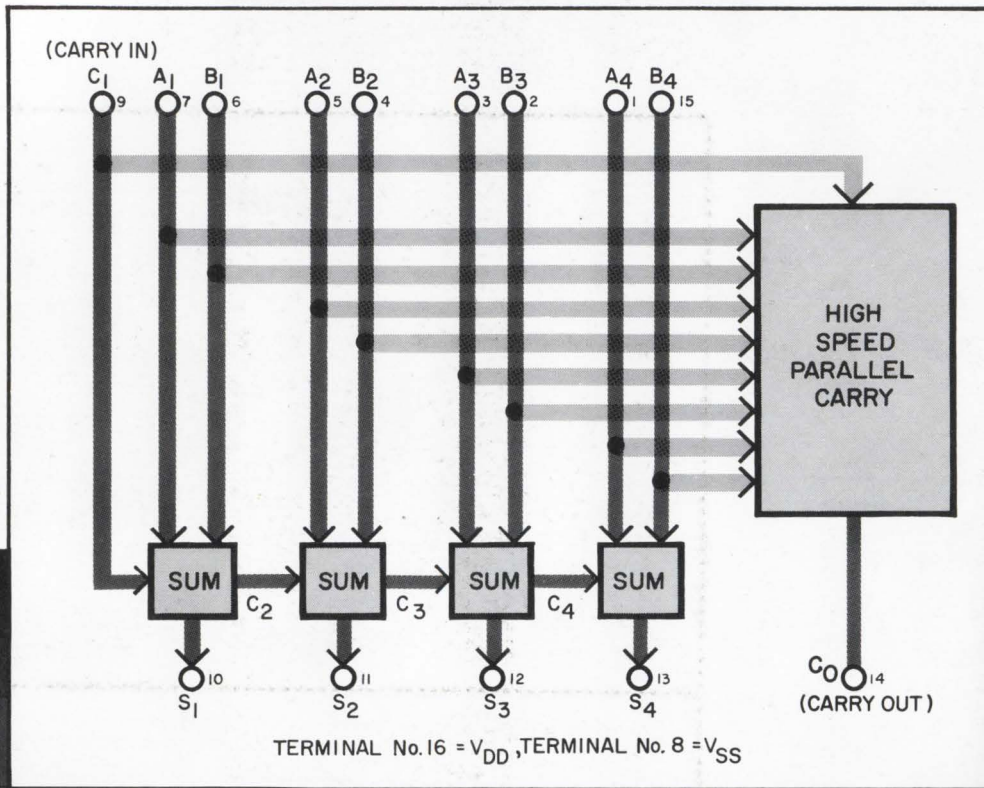 (CARRY IN)
C1 A1 B1 A2 B2 A3 B3 A4 B4
9 7 6 5 4 3 2 1 15
HIGH
SPEED
PARALLEL
CARRY
SUM SUM SUM SUM
C2 C3 C4
10 11 12 13
S1 S2 S3 S4
CO 14
(CARRY OUT)
TERMINAL No. 16 = VDD, TERMINAL No. 8 = VSS